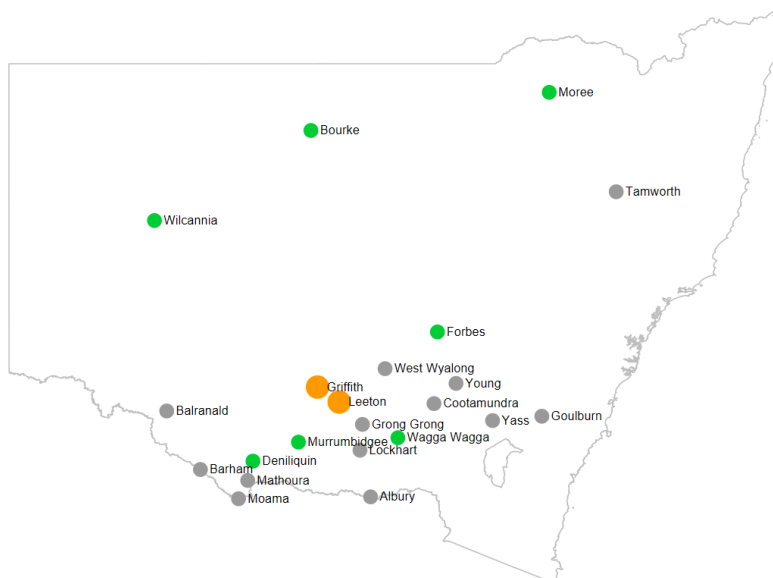 Moree
Bourke
Tamworth
Wilcannia
Forbes
West Wyalong
Young
Griffith
Leeton
Cootamundra
Balranald
Goulburn
Yass
Grong Grong
Wagga Wagga
Murrumbidgee
Lockhart
Deniliquin
Barham
Mathoura
Moama
Albury